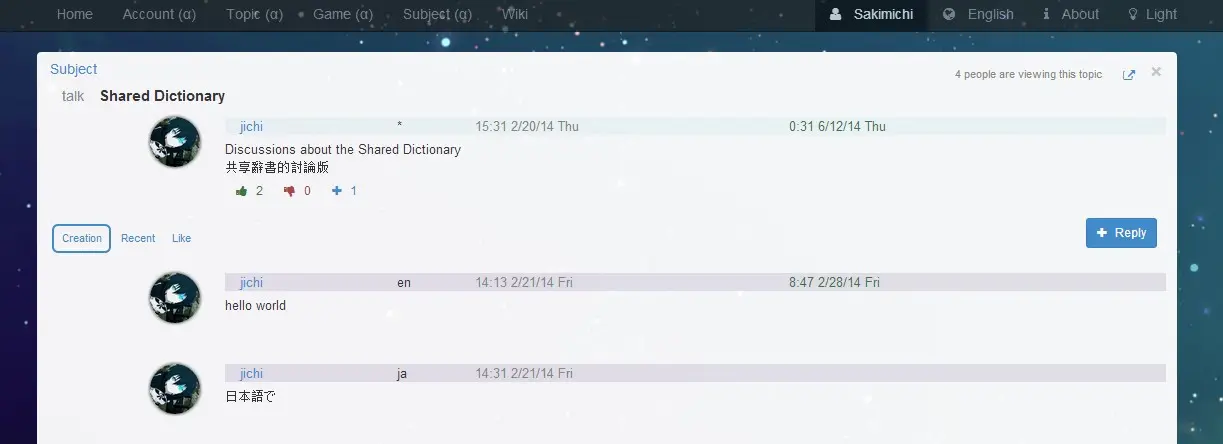 Home Account (α) Topic (α) Game (α) Subject (α) Wiki Sakimichi English About Light
Subject
4 people are viewing this topic ×
talk Shared Dictionary
jichi * 15:31 2/20/14 Thu 0:31 6/12/14 Thu
Discussions about the Shared Dictionary
共享辭書的討論版
2 0 1
Creation Recent Like
Reply
jichi en 14:13 2/21/14 Fri 8:47 2/28/14 Fri
hello world
jichi ja 14:31 2/21/14 Fri
日本語で